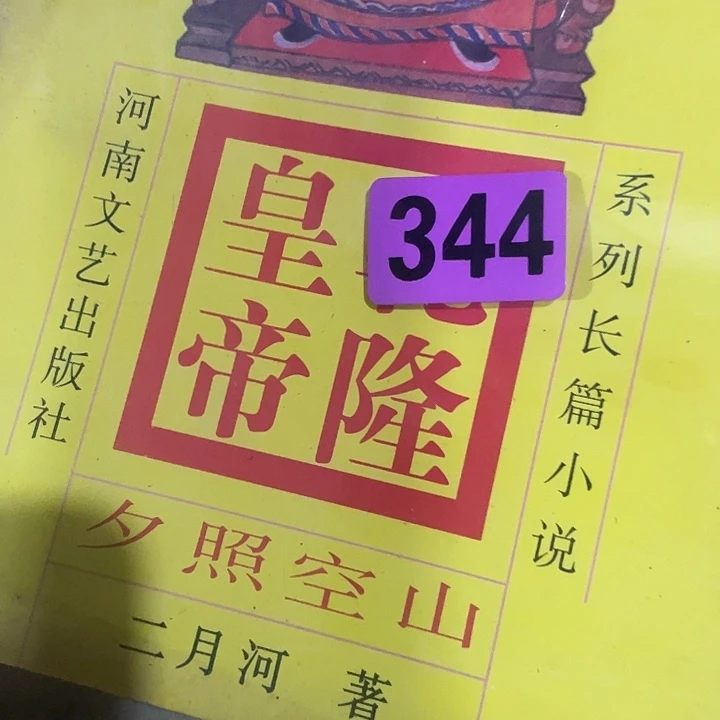 系列长篇小说
344
隆
皇帝
河南文艺出版社
夕照空山
二月河 著